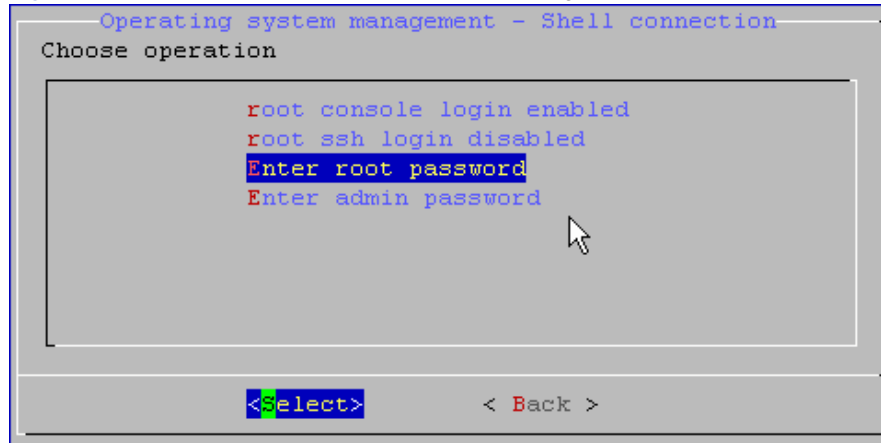 Operating system management - Shell connection
Choose operation
root console login enabled
root ssh login disabled
Enter root password
Enter admin password
<Select> < Back >